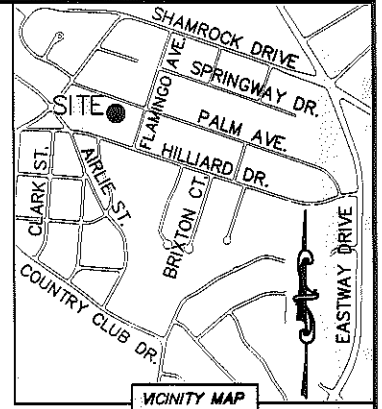 SHAMROCK DRIVE
FLAMINGO AVE.
SPRINGWAY DR.
SITE
PALM AVE.
HILLIARD DR.
CLARK ST.
AIRLIE ST.
BRIXTON CT.
EASTWAY DRIVE
COUNTRY CLUB DR.
VICINITY MAP